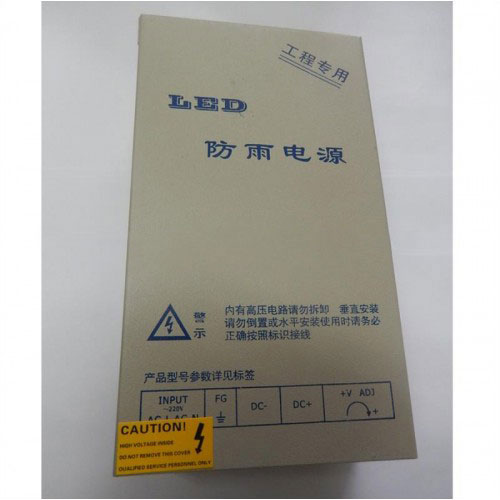 工程专用
LED
防雨电源
警示
内有高压电路请勿拆卸 垂直安装
请勿倒置或水平安装使用时请务必
正确按照标识接线
产品型号参数详见标签
INPUT FG DC- DC+ +V ADJ
~220V +
CAUTION!
HIGH VOLTAGE INSIDE
DO NOT REMOVE THIS COVER
QUALIFIED SERVICE PERSONNEL ONLY